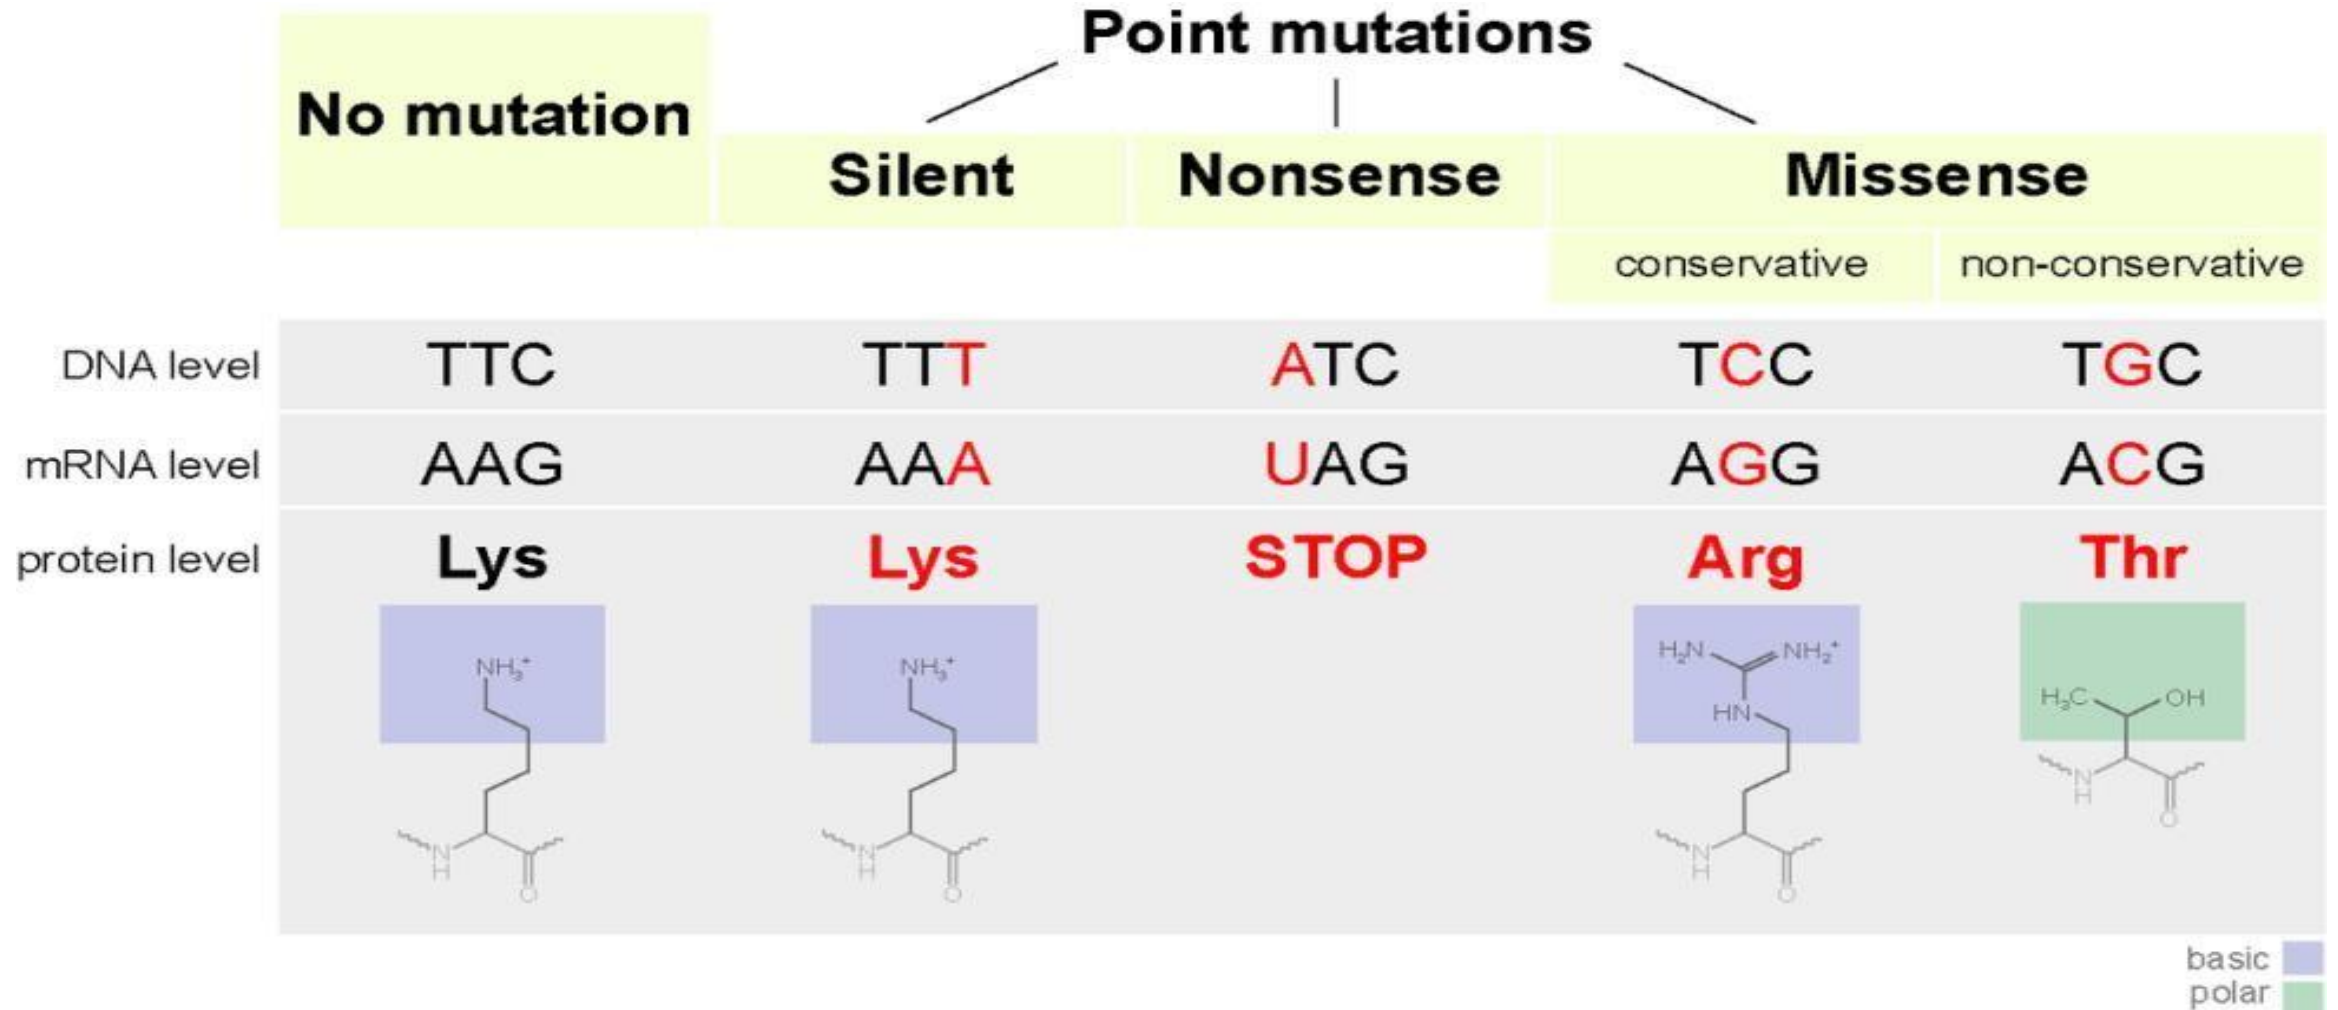 Point mutations
No mutation
Silent Nonsense Missense
conservative non-conservative
DNA level TTC TTT ATC TCC TGC
mRNA level AAG AAA UAG AGG ACG
protein level Lys Lys STOP Arg Thr
NH₃⁺ NH₃⁺ H₂N NH₂⁺
HN H₃C OH
N H O N H O N H O N H O
basic
polar